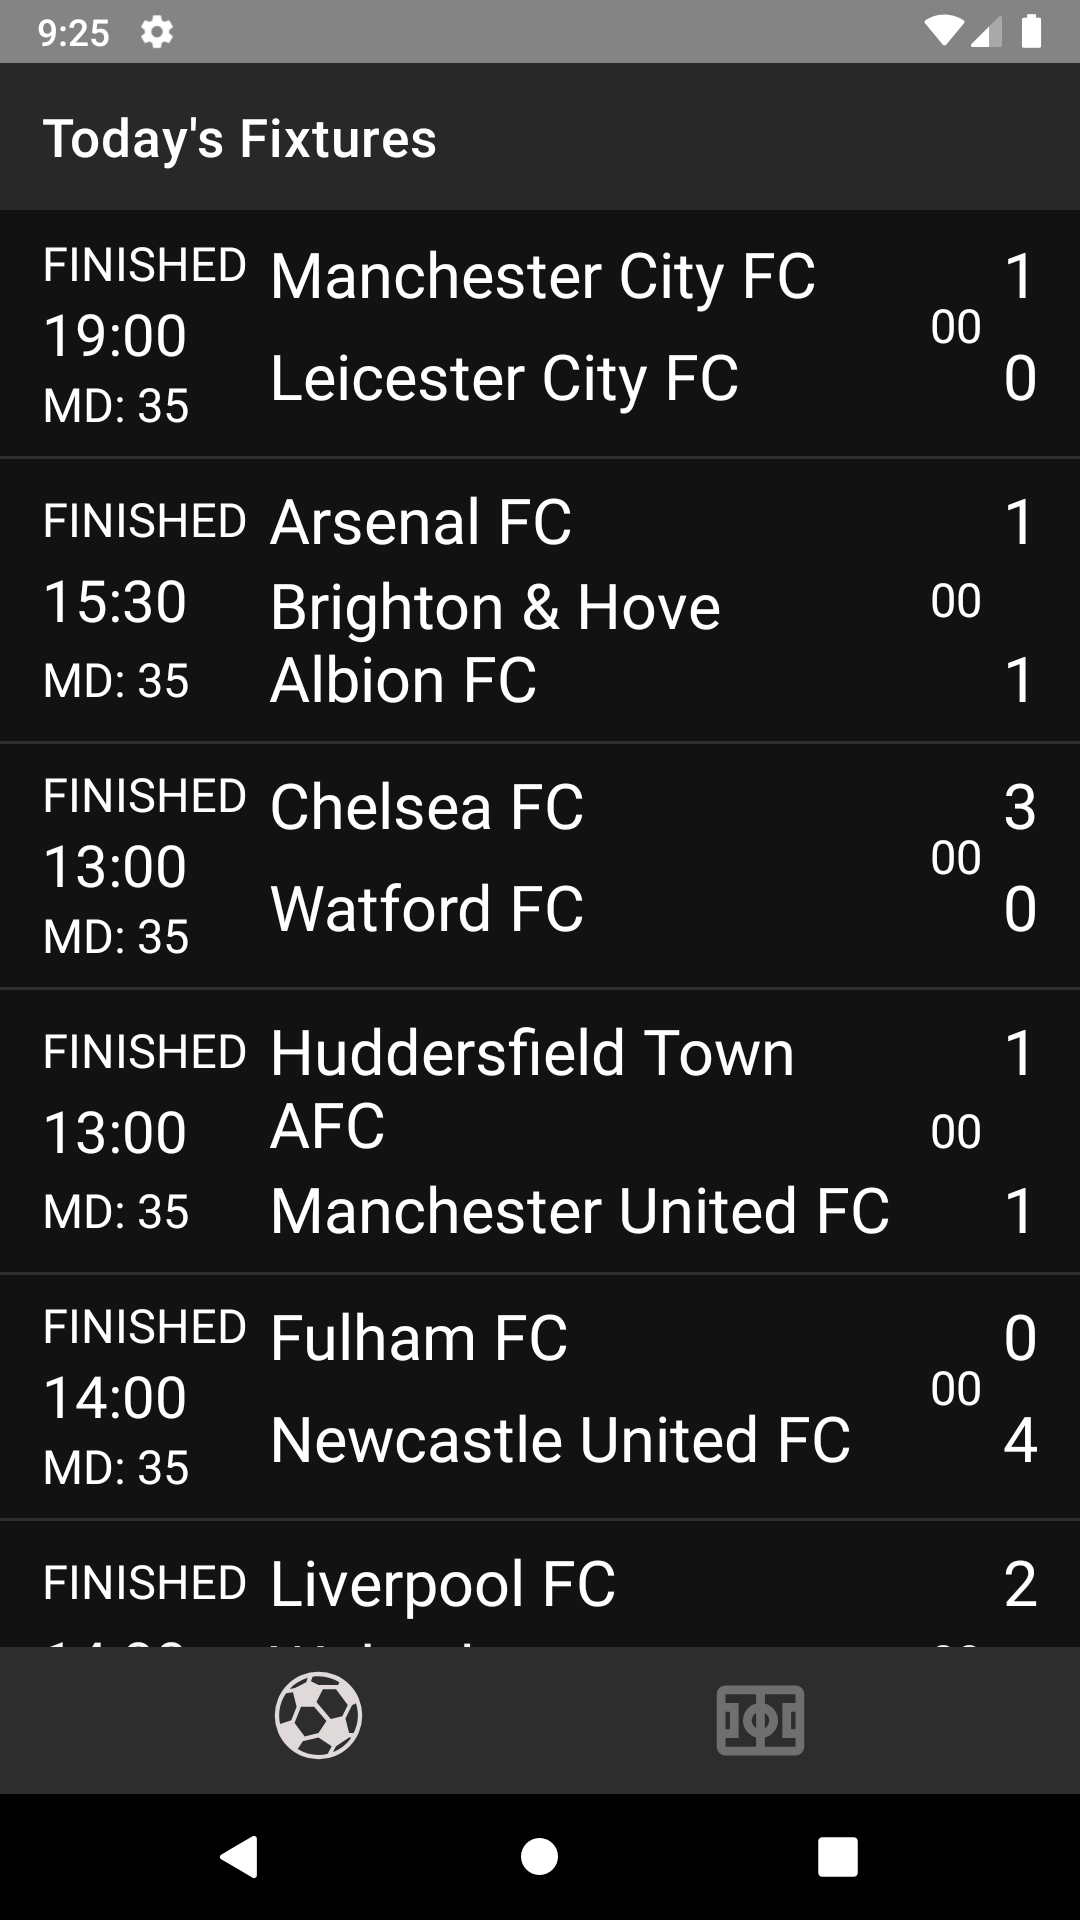 9:25
Today's Fixtures
FINISHED Manchester City FC 1
19:00 00
MD: 35 Leicester City FC 0
FINISHED Arsenal FC 1
15:30 Brighton & Hove 00
MD: 35 Albion FC 1
FINISHED Chelsea FC 3
13:00 00
MD: 35 Watford FC 0
FINISHED Huddersfield Town 1
13:00 AFC 00
MD: 35 Manchester United FC 1
FINISHED Fulham FC 0
14:00 00
MD: 35 Newcastle United FC 4
FINISHED Liverpool FC 2